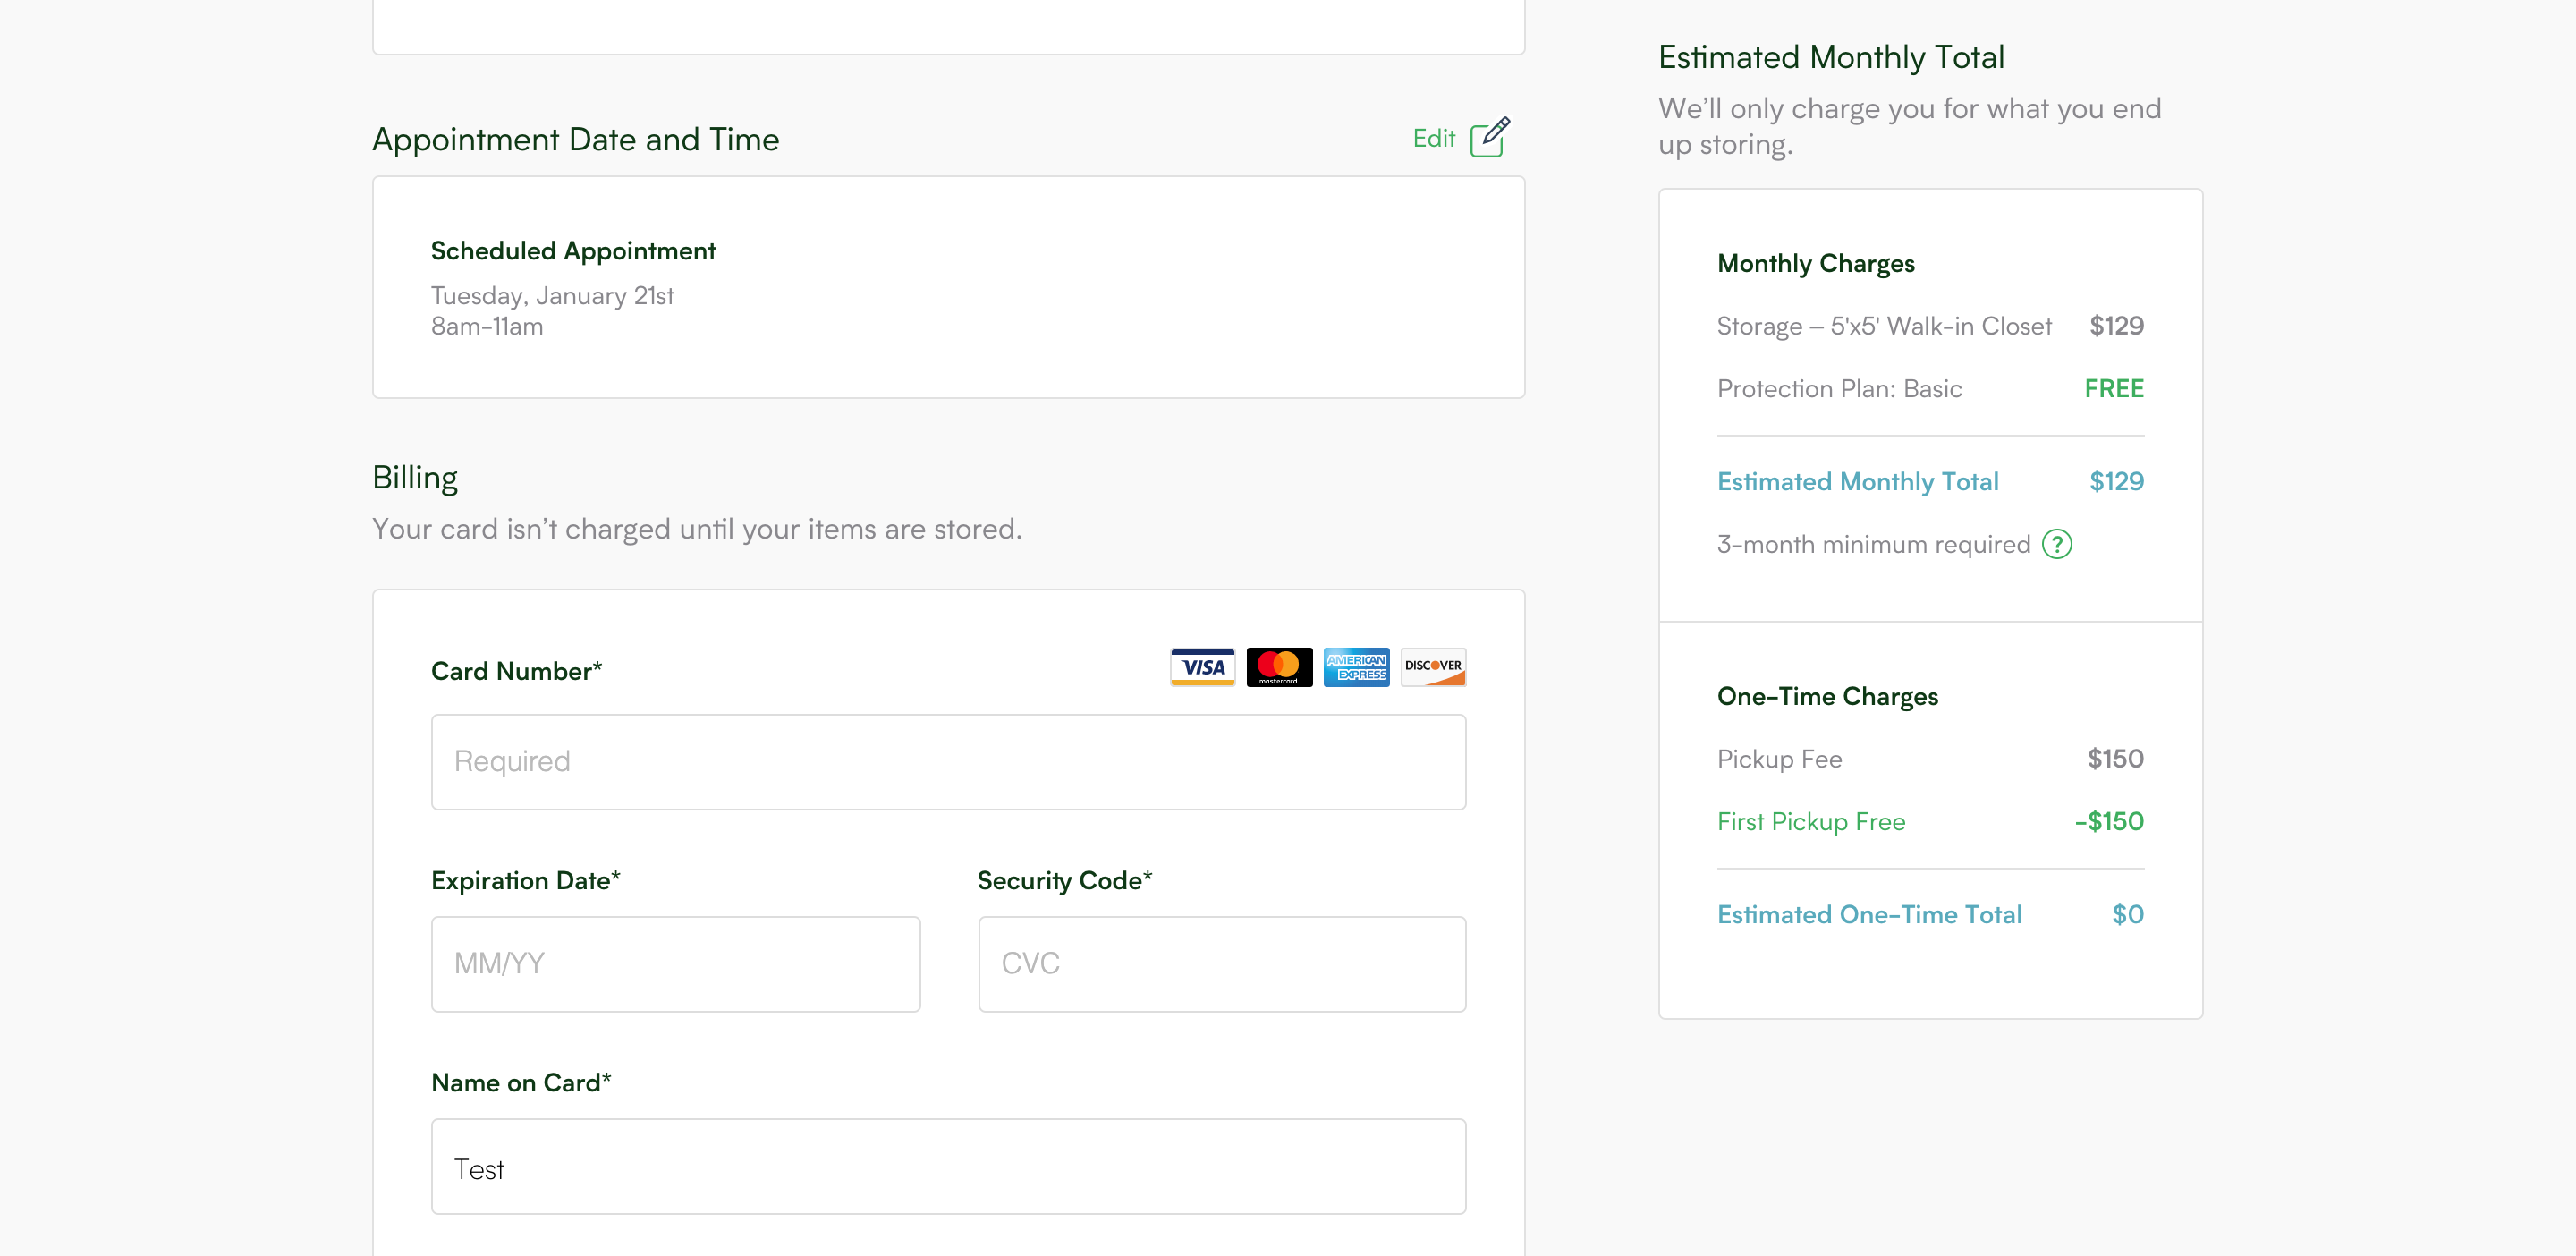 Appointment Date and Time
Edit
Scheduled Appointment
Tuesday, January 21st
8am-11am
Billing
Your card isn’t charged until your items are stored.
Card Number*
VISA
mastercard.
AMERICAN
EXPRESS
DISCOVER
Required
Expiration Date*
Security Code*
MM/YY
CVC
Name on Card*
Test
Estimated Monthly Total
We’ll only charge you for what you end
up storing.
Monthly Charges
Storage – 5'x5' Walk-in Closet $129
Protection Plan: Basic FREE
Estimated Monthly Total $129
3-month minimum required ?
One-Time Charges
Pickup Fee $150
First Pickup Free -$150
Estimated One-Time Total $0